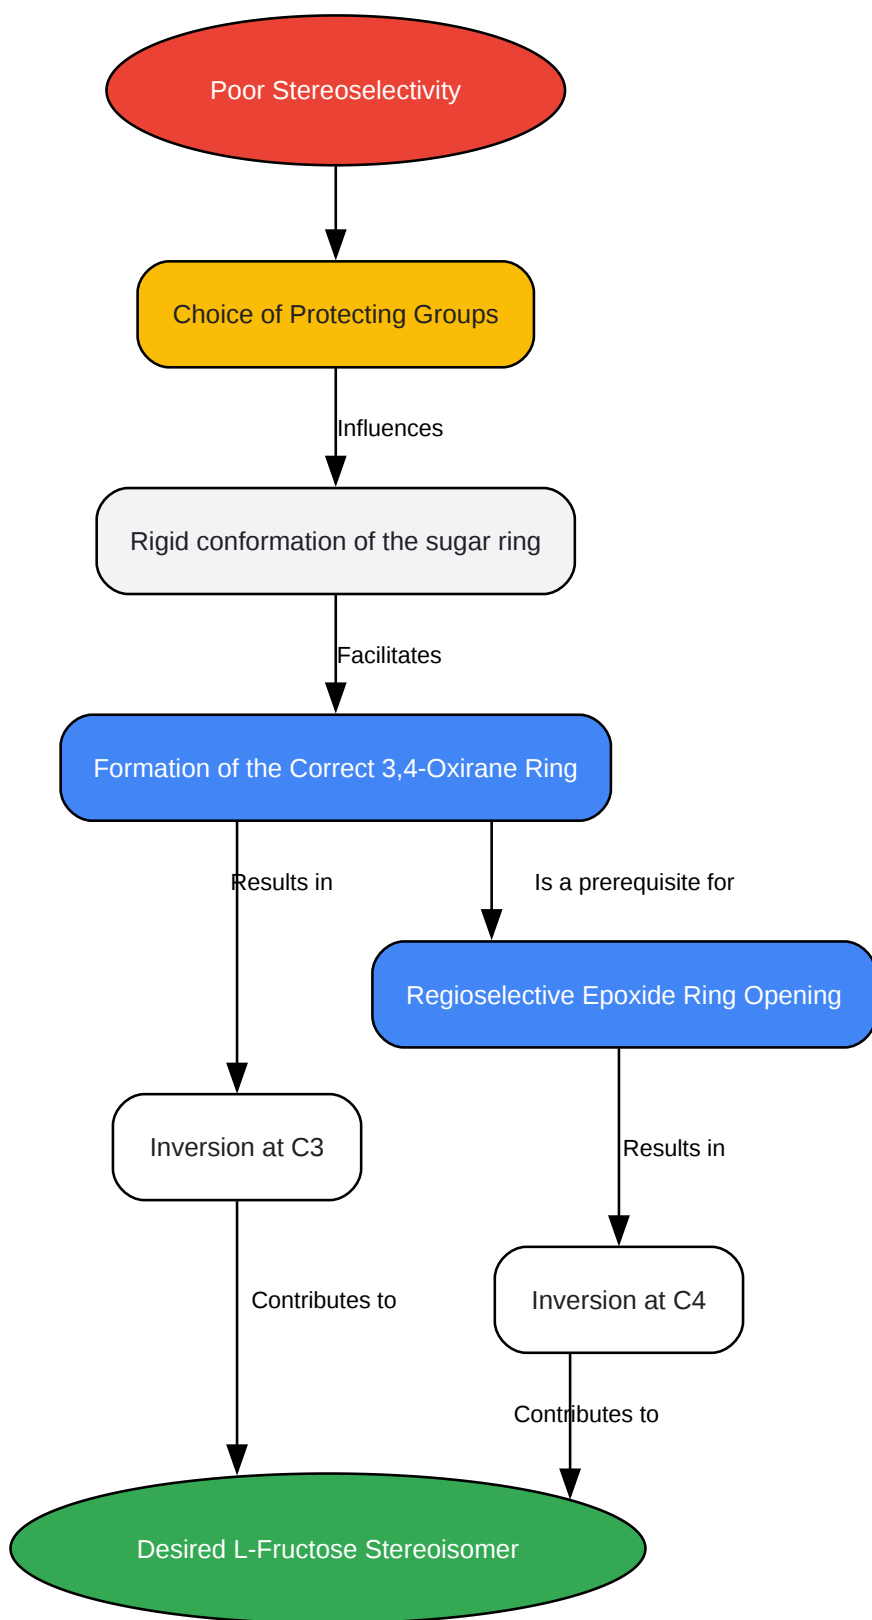 Poor Stereoselectivity
Choice of Protecting Groups
Influences
Rigid conformation of the sugar ring
Facilitates
Formation of the Correct 3,4-Oxirane Ring
Results in
Is a prerequisite for
Regioselective Epoxide Ring Opening
Inversion at C3
Results in
Contributes to
Inversion at C4
Contributes to
Desired L-Fructose Stereoisomer